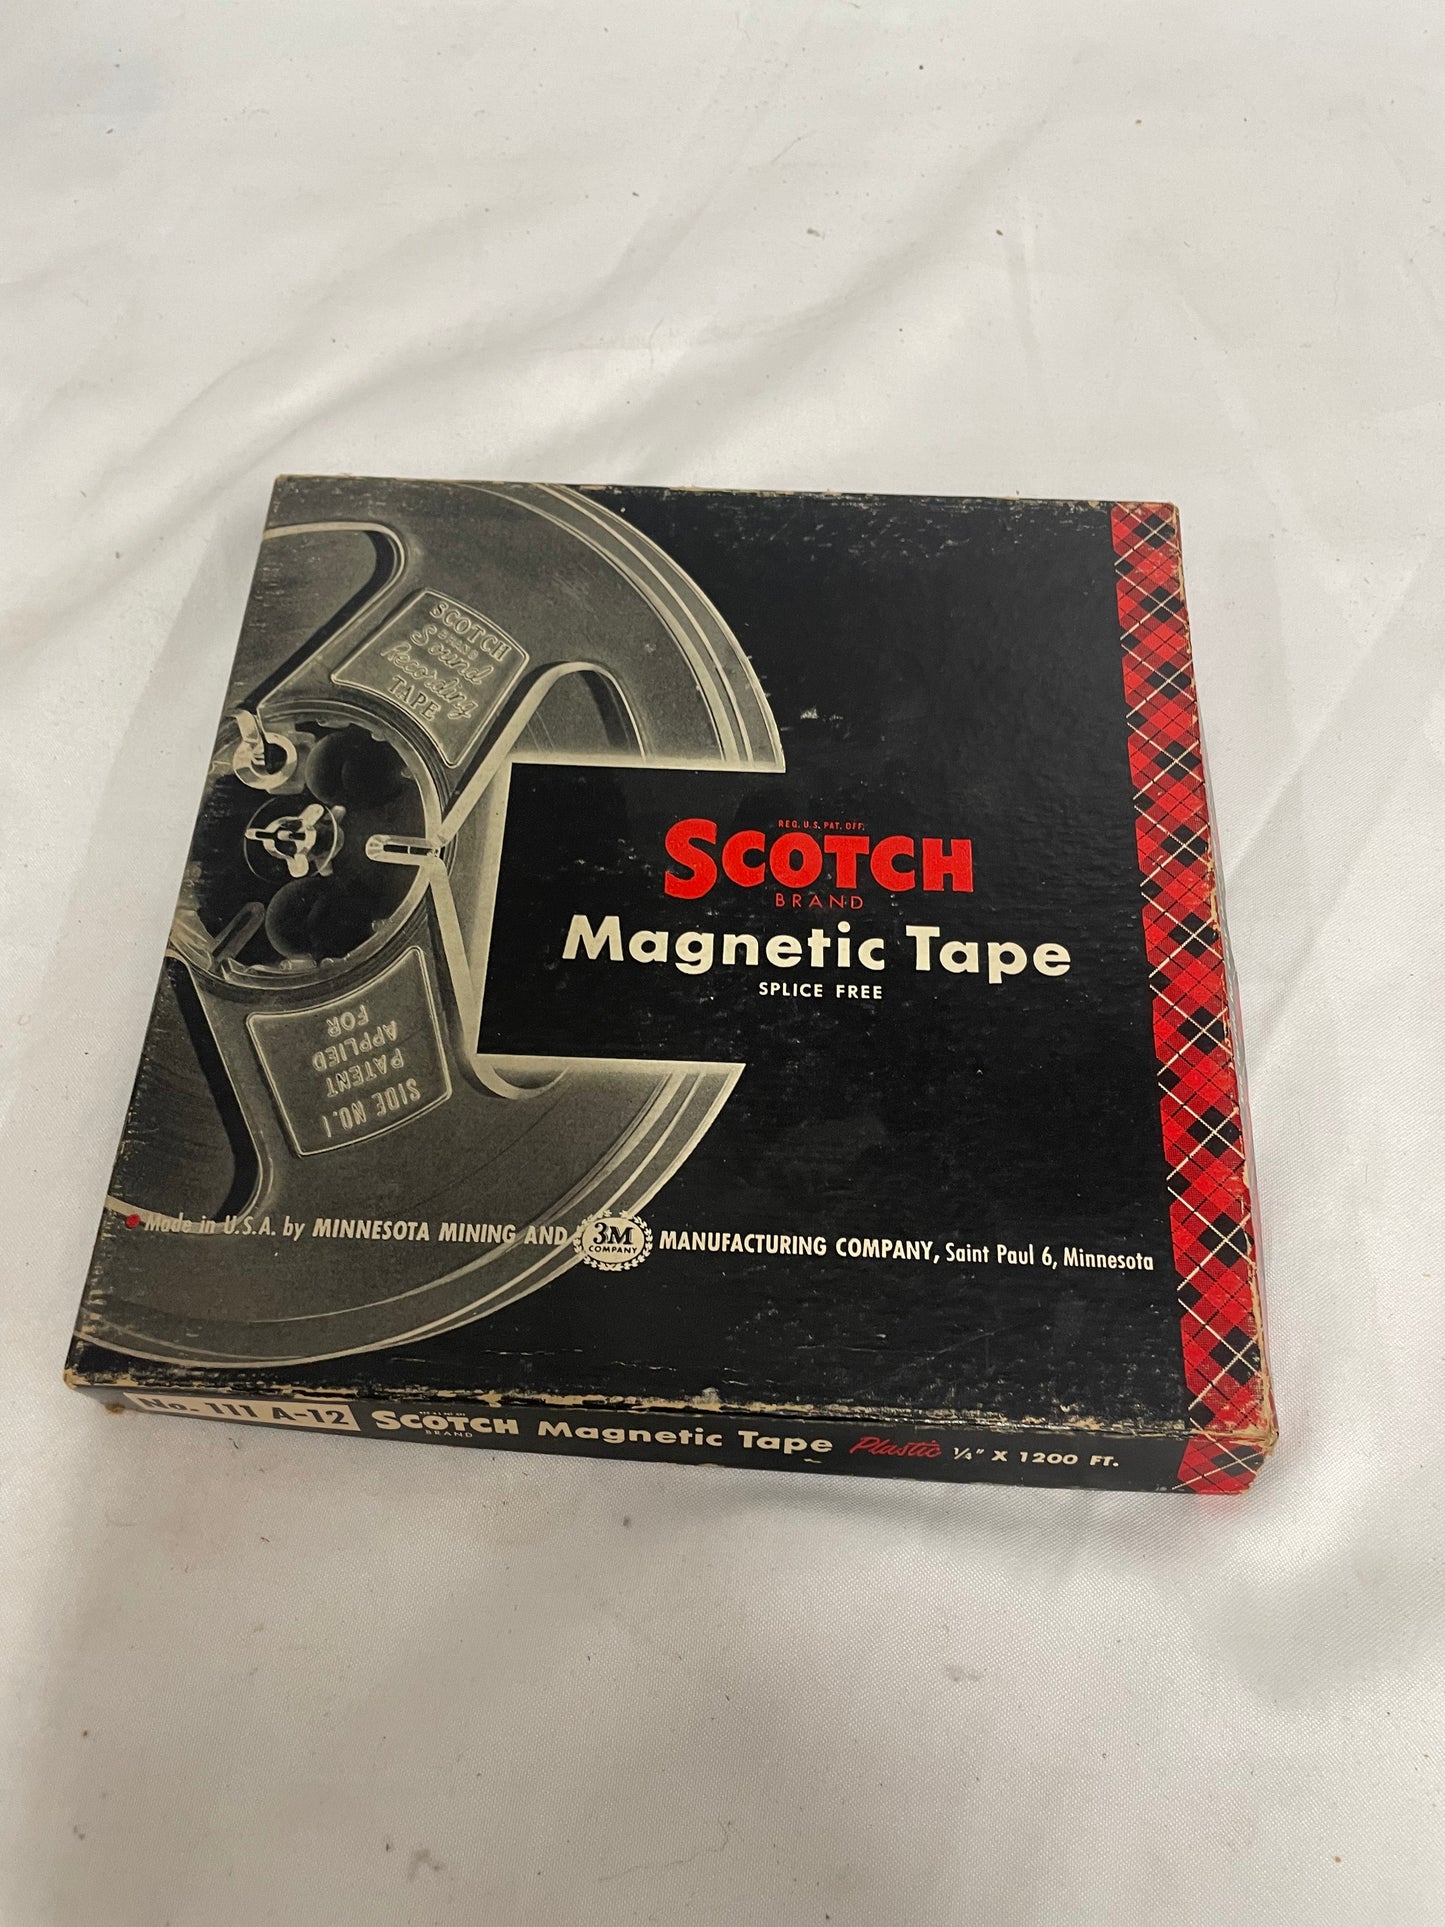 SCOTCH
BRAND
Sound
Recording
TAPE
REG. U.S. PAT. OFF.
SCOTCH
BRAND
Magnetic Tape
SPLICE FREE
SIDE NO. 1
PATENT
APPLIED
FOR
Made in U.S.A. by MINNESOTA MINING AND 3M COMPANY MANUFACTURING COMPANY, Saint Paul 6, Minnesota
No. 111 A-12 SCOTCH BRAND Magnetic Tape Plastic 1/4" X 1200 FT.